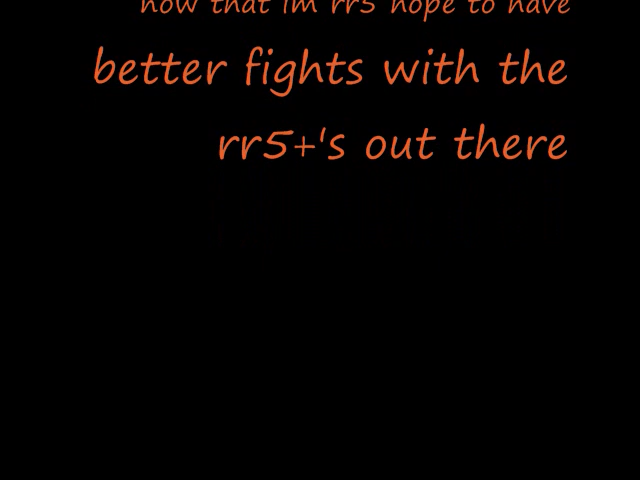 now that im rr5 hope to have
better fights with the
rr5+'s out there